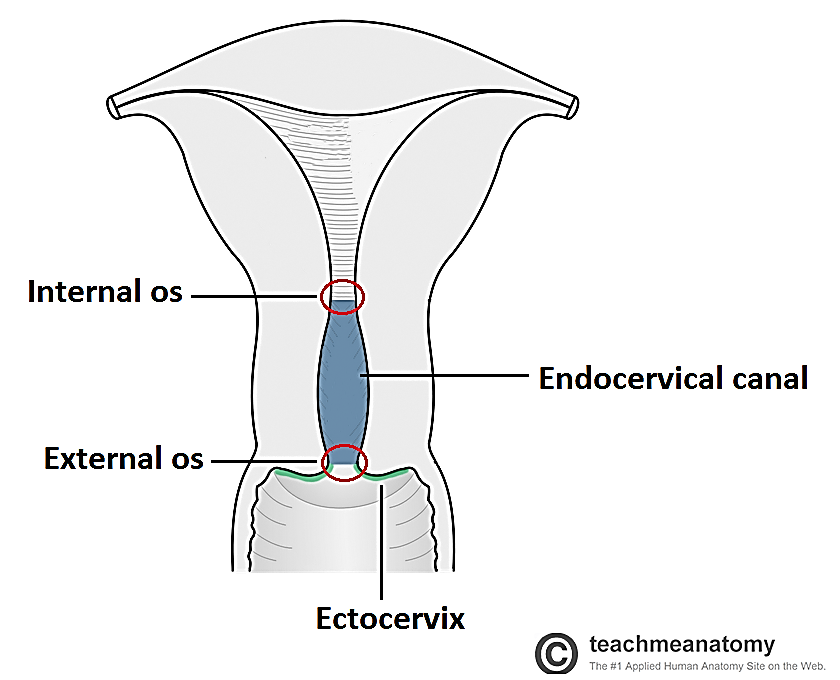 Internal os
Endocervical canal
External os
Ectocervix
© teachmeanatomy
The #1 Applied Human Anatomy Site on the Web.